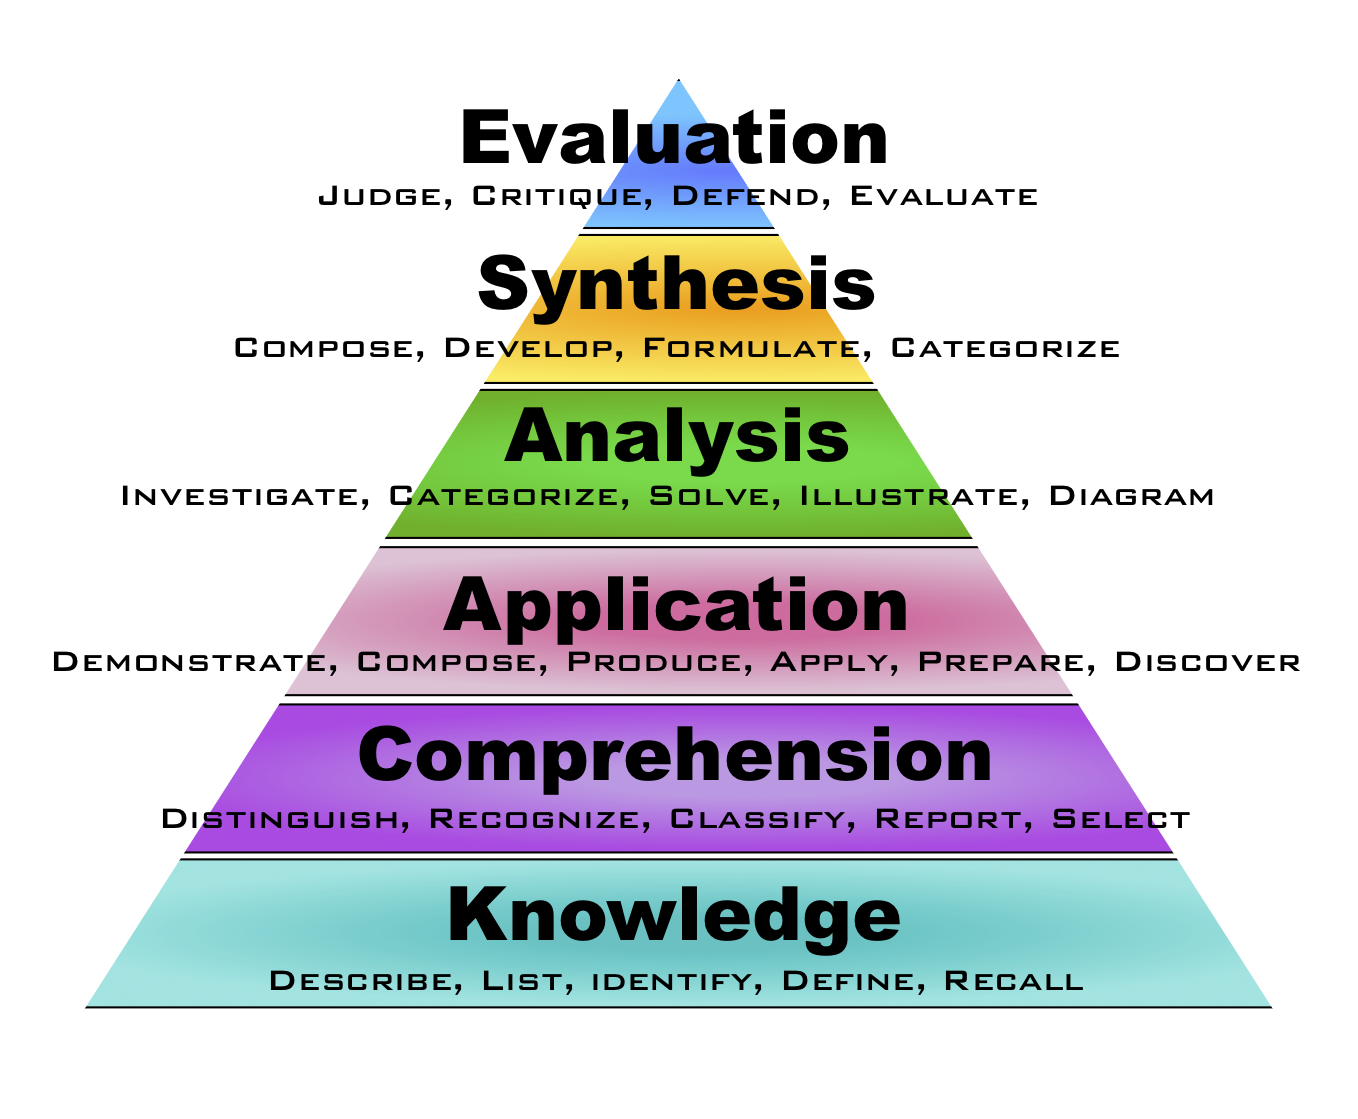 Evaluation
Judge, Critique, Defend, Evaluate
Synthesis
Compose, Develop, Formulate, Categorize
Analysis
Investigate, Categorize, Solve, Illustrate, Diagram
Application
Demonstrate, Compose, Produce, Apply, Prepare, Discover
Comprehension
Distinguish, Recognize, Classify, Report, Select
Knowledge
Describe, List, identify, Define, Recall